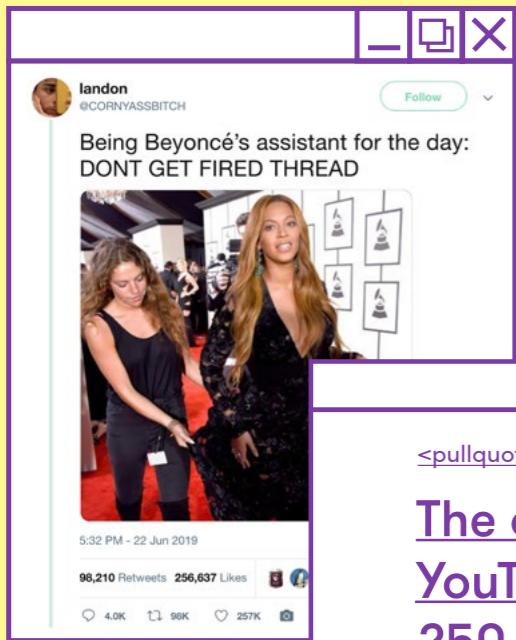 landon
@CORNYASSBITCH
Follow
Being Beyoncé’s assistant for the day:
DONT GET FIRED THREAD
5:32 PM - 22 Jun 2019
98,210 Retweets 256,637 Likes
4.0K 98K 257K
<pullquo
The
YouT
250